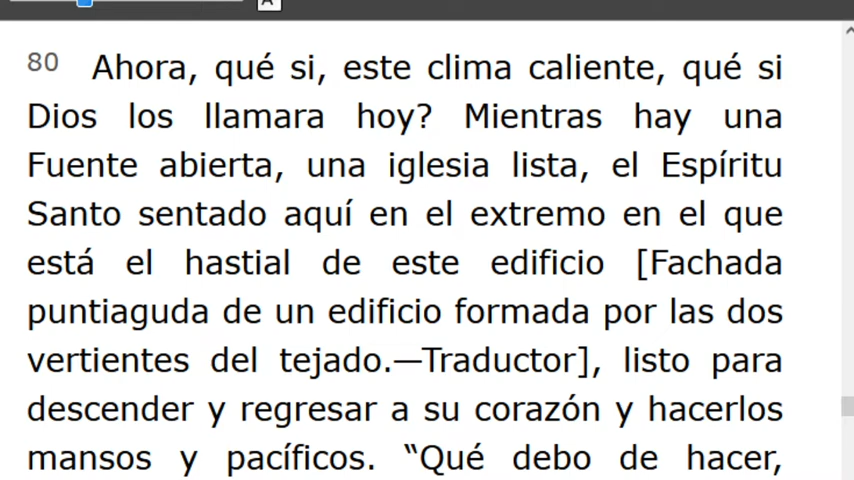 80 Ahora, qué si, este clima caliente, qué si
Dios los llamara hoy? Mientras hay una
Fuente abierta, una iglesia lista, el Espíritu
Santo sentado aquí en el extremo en el que
está el hastial de este edificio [Fachada
puntiaguda de un edificio formada por las dos
vertientes del tejado.—Traductor], listo para
descender y regresar a su corazón y hacerlos
mansos y pacíficos. “Qué debo de hacer,